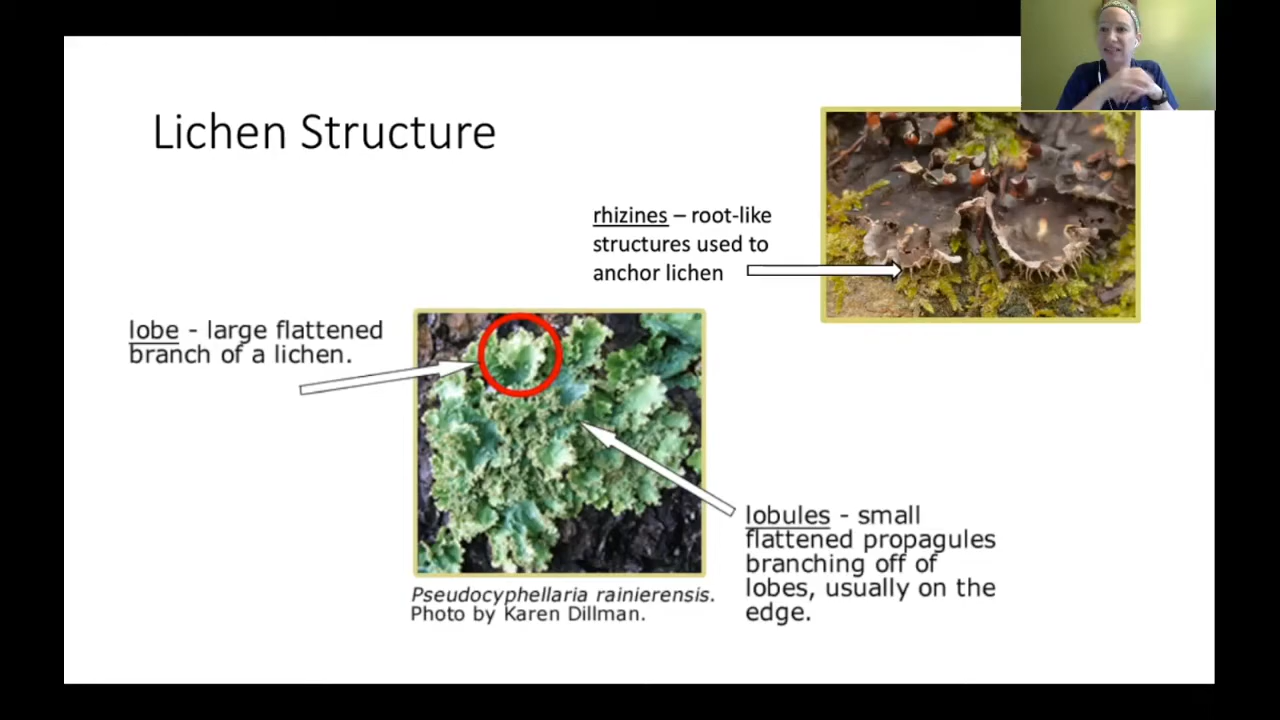 Lichen Structure
rhizines – root-like
structures used to
anchor lichen
lobe - large flattened
branch of a lichen.
lobules - small
flattened propagules
branching off of
lobes, usually on the
edge.
Pseudocyphellaria rainierensis.
Photo by Karen Dillman.